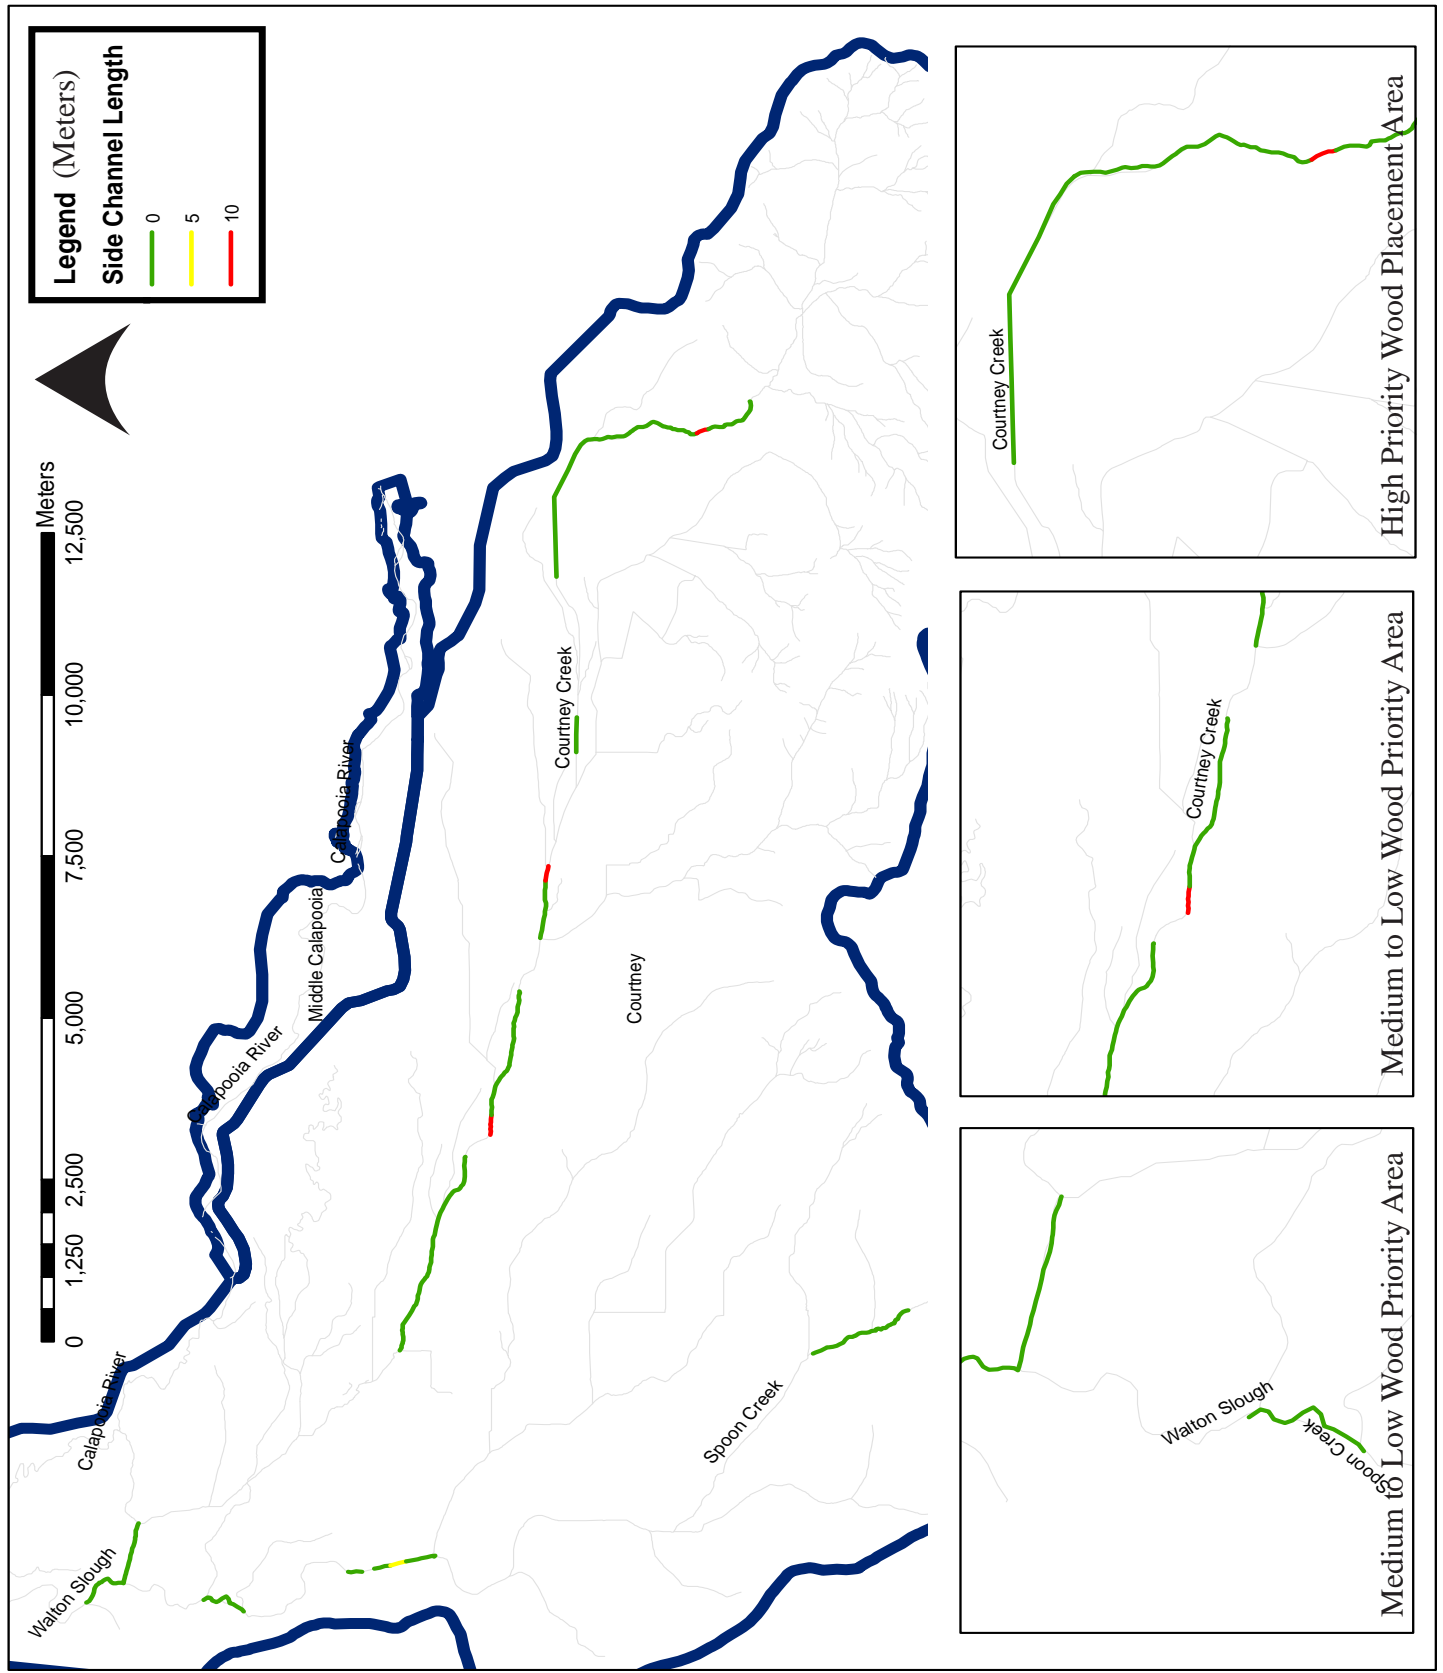 Legend (Meters)
Side Channel Length
0
5
10
Meters
0 1,250 2,500 5,000 7,500 10,000 12,500
Calapooia River
Calapooia River
Calapooia River
Middle Calapooia
Walton Slough
Courtney Creek
Courtney
Spoon Creek
Walton Slough
Spoon Creek
Medium to Low Wood Priority Area
Courtney Creek
Medium to Low Wood Priority Area
Courtney Creek
High Priority Wood Placement Area